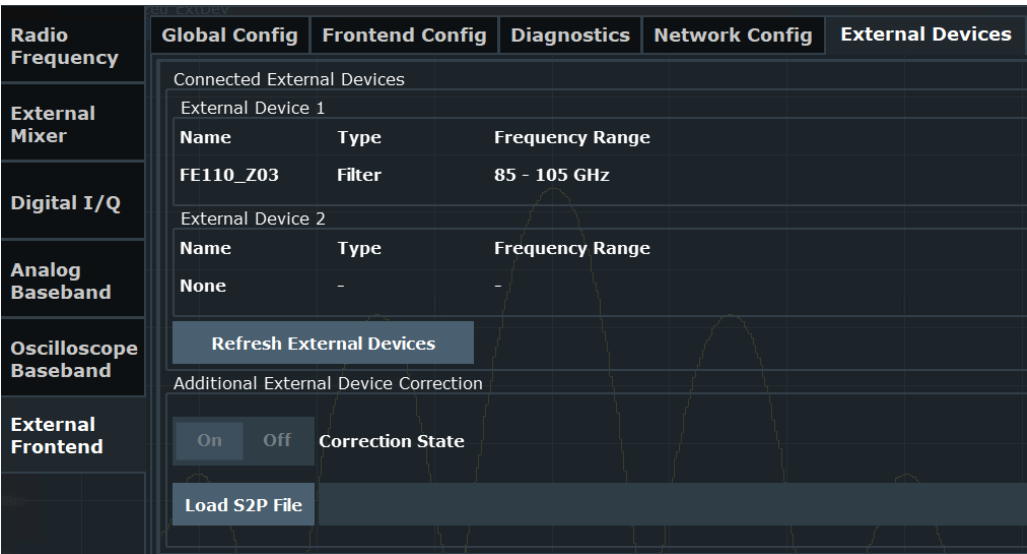 Radio
Frequency
External
Mixer
Digital I/Q
Analog
Baseband
Oscilloscope
Baseband
External
Frontend
Global Config
Frontend Config
Diagnostics
Network Config
External Devices
Connected External Devices
External Device 1
Name Type Frequency Range
FE110_Z03 Filter 85 - 105 GHz
External Device 2
Name Type Frequency Range
None - -
Refresh External Devices
Additional External Device Correction
On Off Correction State
Load S2P File